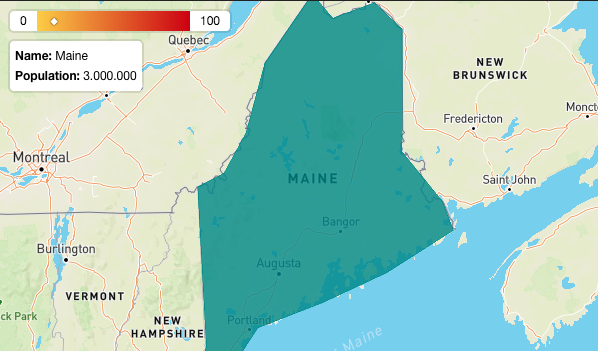 0 100
Name: Maine
Population: 3.000.000
Quebec
NEW
BRUNSWICK
Fredericton
Moncto
Montreal
MAINE
Saint John
Bangor
Burlington
Augusta
VERMONT
NEW
HAMPSHIRE
Portland
ck Park
Maine